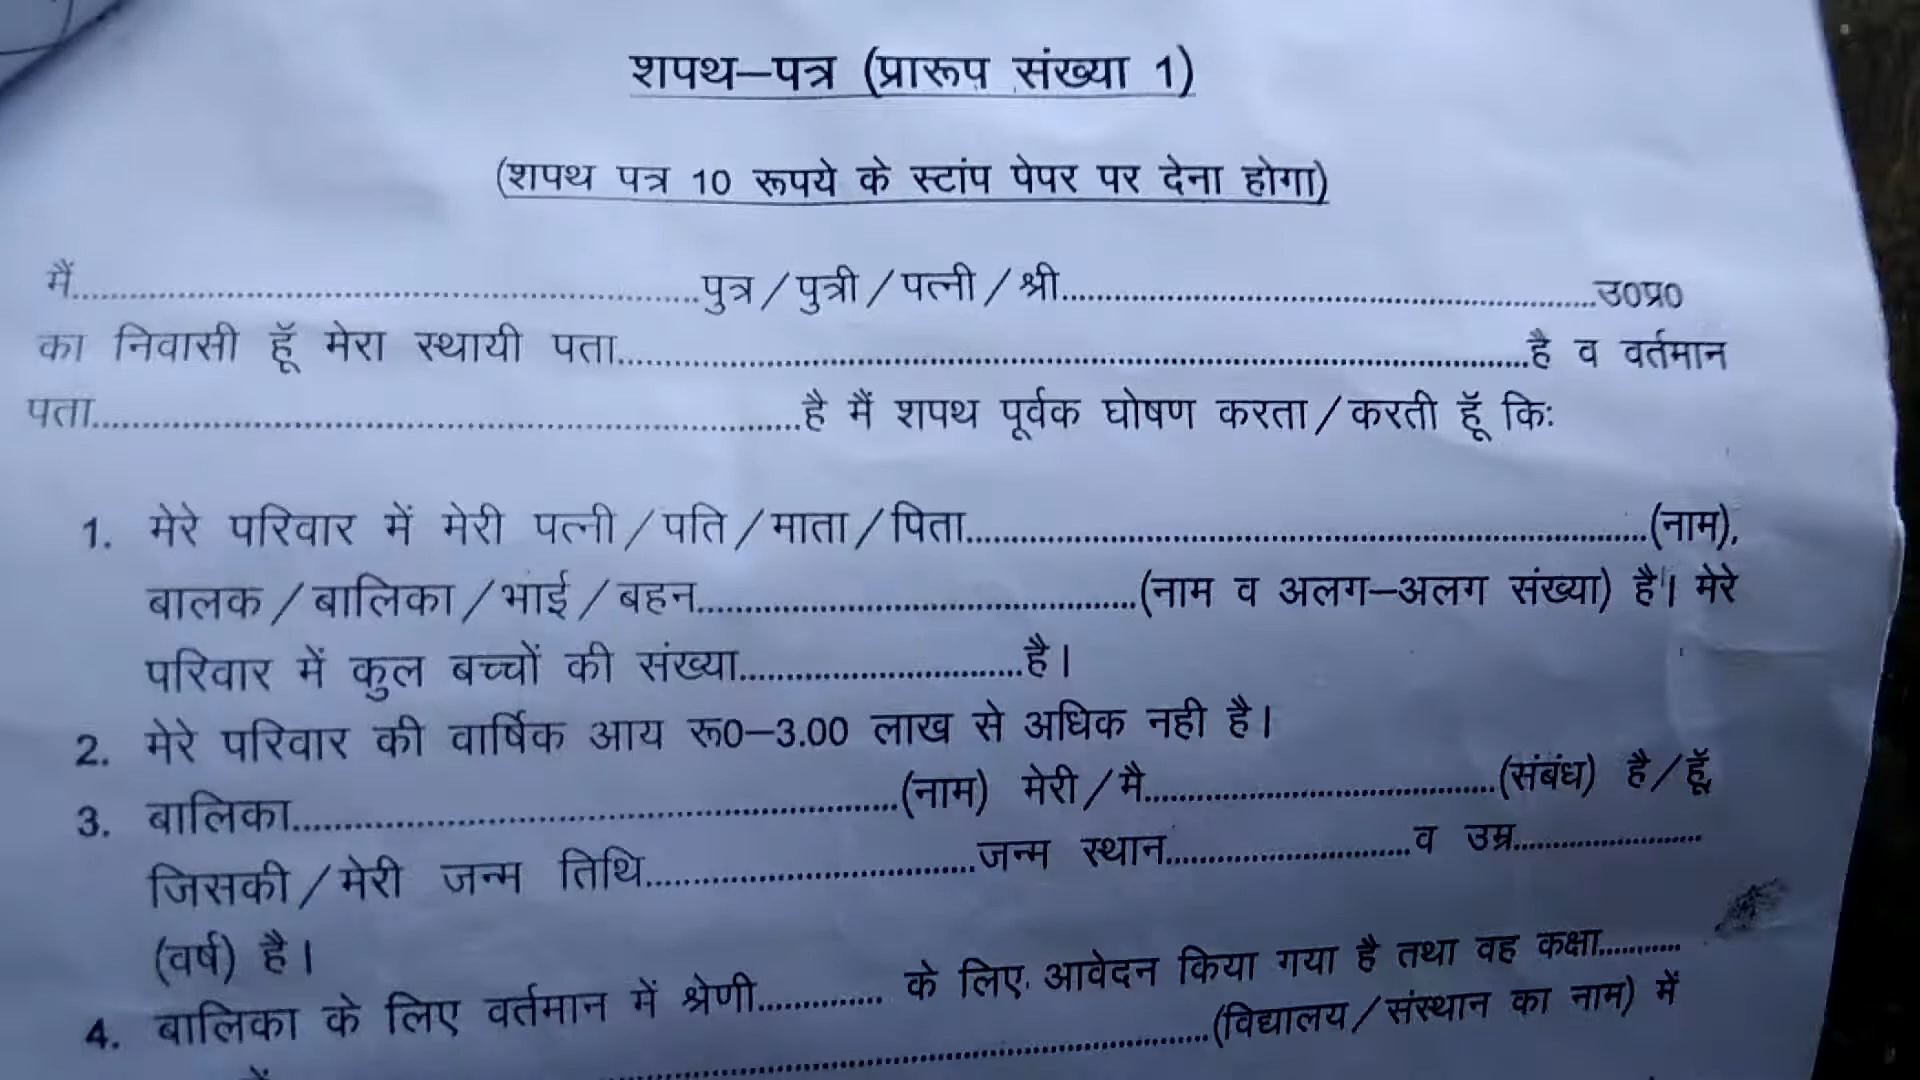 शपथ–पत्र (प्रारूप संख्या 1)
(शपथ पत्र 10 रूपये के स्टांप पेपर पर देना होगा)
मैं....................पुत्र/पुत्री/पत्नी/श्री....................उ0प्र0
का निवासी हॅू मेरा स्थायी पता....................है व वर्तमान
पता....................है मैं शपथ पूर्वक घोषण करता/करती हॅू कि:
1. मेरे परिवार में मेरी पत्नी/पति/माता/पिता....................(नाम),
बालक/बालिका/भाई/बहन....................(नाम व अलग–अलग संख्या) है। मेरे
परिवार में कुल बच्चों की संख्या....................है।
2. मेरे परिवार की वार्षिक आय रू0–3.00 लाख से अधिक नही है।
3. बालिका....................(नाम) मेरी/मै....................(संबंध) है/हॅू,
जिसकी/मेरी जन्म तिथि....................जन्म स्थान....................व उम्र....................
(वर्ष) है।
4. बालिका के लिए वर्तमान में श्रेणी............. के लिए आवेदन किया गया है तथा वह कक्षा...........
....................(विद्यालय/संस्थान का नाम) में